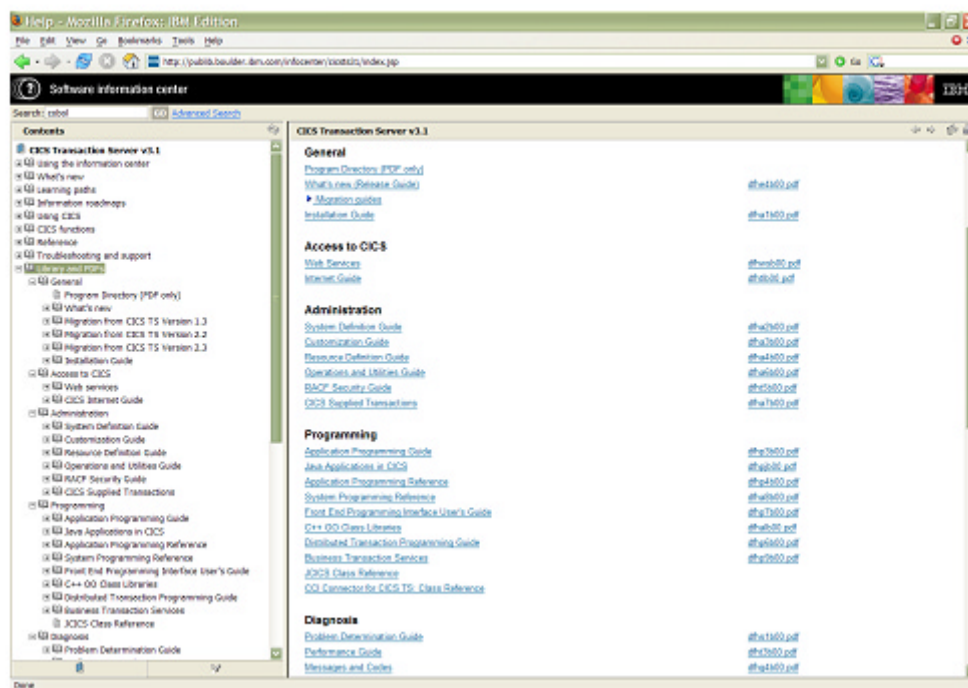 Help - Mozilla Firefox: IBM Edition
File Edit View Go Bookmarks Tools Help
Go
Software information center
IBM
Search: cobol GO Advanced Search
Contents
CICS Transaction Server v3.1
Using the information center
What's new
Learning paths
Information roadmaps
Using CICS
CICS functions
Reference
Troubleshooting and support
Library and PDFs
General
Program Directory (PDF only)
What's new
Migration from CICS TS Version 1.3
Migration from CICS TS Version 2.2
Migration from CICS TS Version 2.3
Installation Guide
Access to CICS
Web services
CICS Internet Guide
Administration
System Definition Guide
Customization Guide
Resource Definition Guide
Operations and Utilities Guide
RACF Security Guide
CICS Supplied Transactions
Programming
Application Programming Guide
Java Applications in CICS
Application Programming Reference
System Programming Reference
Front End Programming Interface User's Guide
C++ OO Class Libraries
Distributed Transaction Programming Guide
Business Transaction Services
JCICS Class Reference
Diagnosis
Problem Determination Guide
CICS Transaction Server v3.1
General
Program Directory (PDF only)
What's new (Release Guide)
Migration guides
Installation Guide
Access to CICS
Web Services
Internet Guide
Administration
System Definition Guide
Customization Guide
Resource Definition Guide
Operations and Utilities Guide
RACF Security Guide
CICS Supplied Transactions
Programming
Application Programming Guide
Java Applications in CICS
Application Programming Reference
System Programming Reference
Front End Programming Interface User's Guide
C++ OO Class Libraries
Distributed Transaction Programming Guide
Business Transaction Services
JCICS Class Reference
CCI Connector for CICS TS: Class Reference
Diagnosis
Problem Determination Guide
Performance Guide
Messages and Codes
Done